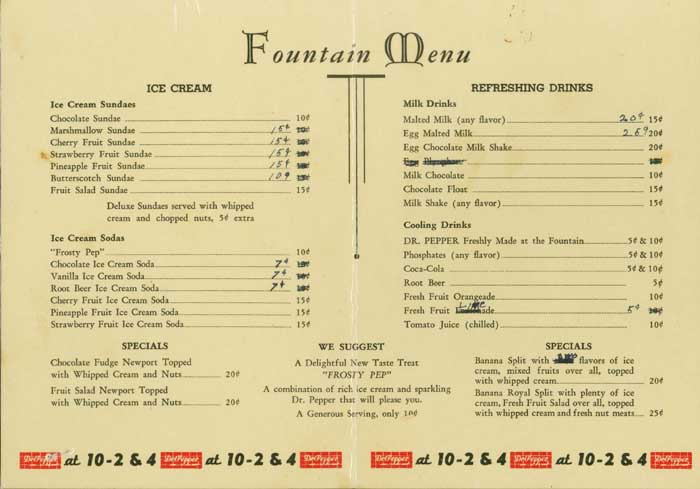 Fountain Menu
ICE CREAM
Ice Cream Sundaes
Chocolate Sundae 10¢
Marshmallow Sundae 15¢
Cherry Fruit Sundae 15¢
Strawberry Fruit Sundae 15¢
Pineapple Fruit Sundae 15¢
Butterscotch Sundae 10¢
Fruit Salad Sundae 15¢
Deluxe Sundaes served with whipped
cream and chopped nuts, 5¢ extra
Ice Cream Sodas
"Frosty Pep" 10¢
Chocolate Ice Cream Soda 7¢
Vanilla Ice Cream Soda 7¢
Root Beer Ice Cream Soda 7¢
Cherry Fruit Ice Cream Soda 15¢
Pineapple Fruit Ice Cream Soda 15¢
Strawberry Fruit Ice Cream Soda 15¢
SPECIALS
Chocolate Fudge Newport Topped
with Whipped Cream and Nuts 20¢
Fruit Salad Newport Topped
with Whipped Cream and Nuts 20¢
WE SUGGEST
A Delightful New Taste Treat
"FROSTY PEP"
A combination of rich ice cream and sparkling
Dr. Pepper that will please you.
A Generous Serving, only 10¢
REFRESHING DRINKS
Milk Drinks
Malted Milk (any flavor) 20¢ 15¢
Egg Malted Milk 25¢ 20¢
Egg Chocolate Milk Shake 20¢
Egg Phosphate
Milk Chocolate 10¢
Chocolate Float 15¢
Milk Shake (any flavor) 15¢
Cooling Drinks
DR. PEPPER Freshly Made at the Fountain 5¢ & 10¢
Phosphates (any flavor) 5¢ & 10¢
Coca-Cola 5¢ & 10¢
Root Beer 5¢
Fresh Fruit Orangeade 10¢
Fresh Fruit Lime 5¢ 10¢
Tomato Juice (chilled) 10¢
SPECIALS
Banana Split with flavors of ice
cream, mixed fruits over all, topped
with whipped cream 20¢
Banana Royal Split with plenty of ice
cream, Fresh Fruit Salad over all, topped
with whipped cream and fresh nut meats 25¢
Dr. Pepper at 10-2 & 4 Dr. Pepper at 10-2 & 4 Dr. Pepper Dr. Pepper at 10-2 & 4 Dr. Pepper at 10-2 & 4 Dr. Pepper